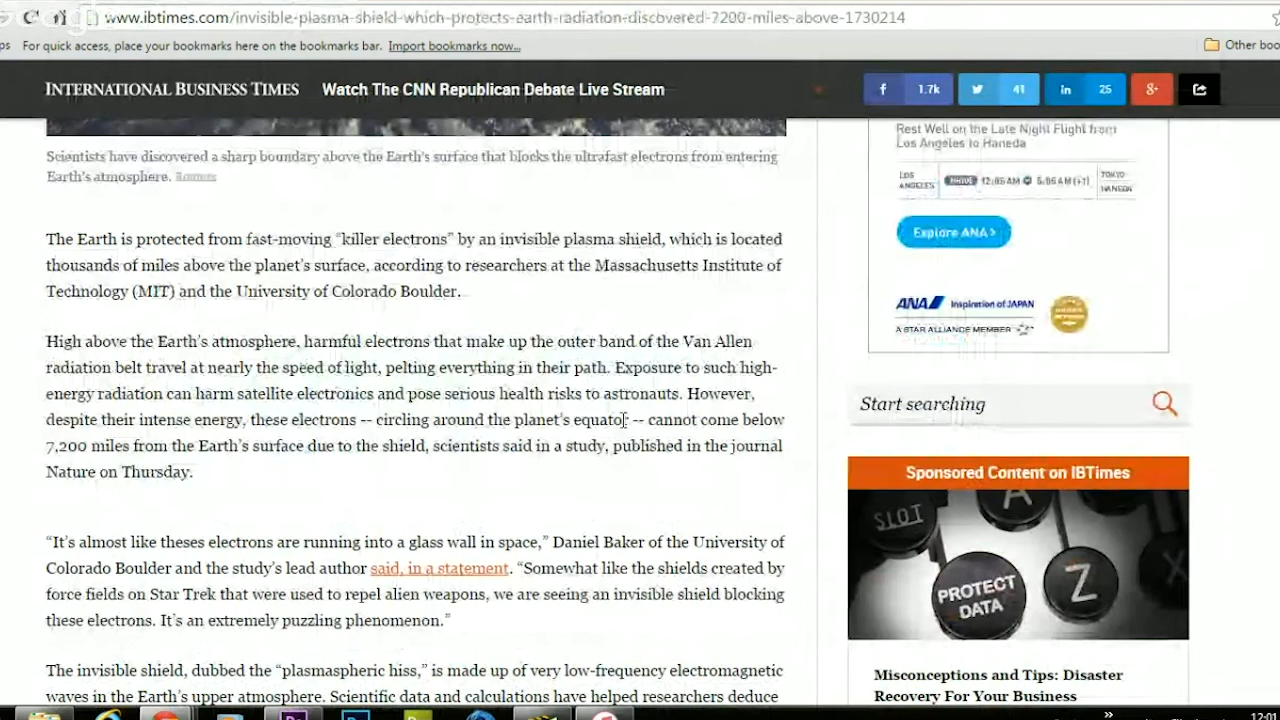 www.ibtimes.com/invisible-plasma-shield-which-protects-earth-radiation-discovered-7200-miles-above-1730214
For quick access, place your bookmarks here on the bookmarks bar. Import bookmarks now...
Other boo
INTERNATIONAL BUSINESS TIMES
Watch The CNN Republican Debate Live Stream
f 1.7k
41
in 25
g+
Scientists have discovered a sharp boundary above the Earth's surface that blocks the ultrafast electrons from entering
Earth's atmosphere. Reuters
The Earth is protected from fast-moving “killer electrons” by an invisible plasma shield, which is located
thousands of miles above the planet's surface, according to researchers at the Massachusetts Institute of
Technology (MIT) and the University of Colorado Boulder.
High above the Earth's atmosphere, harmful electrons that make up the outer band of the Van Allen
radiation belt travel at nearly the speed of light, pelting everything in their path. Exposure to such high-
energy radiation can harm satellite electronics and pose serious health risks to astronauts. However,
despite their intense energy, these electrons -- circling around the planet's equator -- cannot come below
7,200 miles from the Earth's surface due to the shield, scientists said in a study, published in the journal
Nature on Thursday.
“It's almost like theses electrons are running into a glass wall in space,” Daniel Baker of the University of
Colorado Boulder and the study's lead author said, in a statement. “Somewhat like the shields created by
force fields on Star Trek that were used to repel alien weapons, we are seeing an invisible shield blocking
these electrons. It's an extremely puzzling phenomenon.”
The invisible shield, dubbed the “plasmaspheric hiss,” is made up of very low-frequency electromagnetic
waves in the Earth's upper atmosphere. Scientific data and calculations have helped researchers deduce
Rest Well on the Late Night Flight from
Los Angeles to Haneda
LOS ANGELES
12:05 AM 5:05 AM (+1)
TOKYO HANEDA
Explore ANA >
ANA Inspiration of JAPAN
A STAR ALLIANCE MEMBER
Start searching
Sponsored Content on IBTimes
SLOT
A
PROTECT
DATA
Z
X
Misconceptions and Tips: Disaster
Recovery For Your Business
12:01